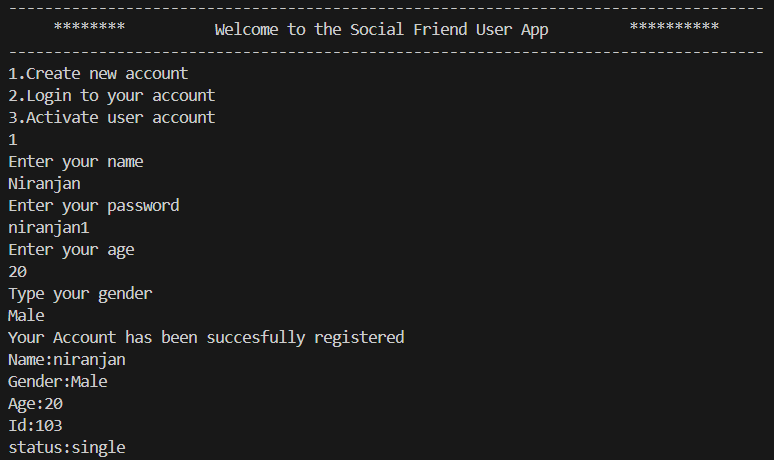 ------------------------------------------------------------------------------------
******** Welcome to the Social Friend User App **********
------------------------------------------------------------------------------------
1.Create new account
2.Login to your account
3.Activate user account
1
Enter your name
Niranjan
Enter your password
niranjan1
Enter your age
20
Type your gender
Male
Your Account has been succesfully registered
Name:niranjan
Gender:Male
Age:20
Id:103
status:single